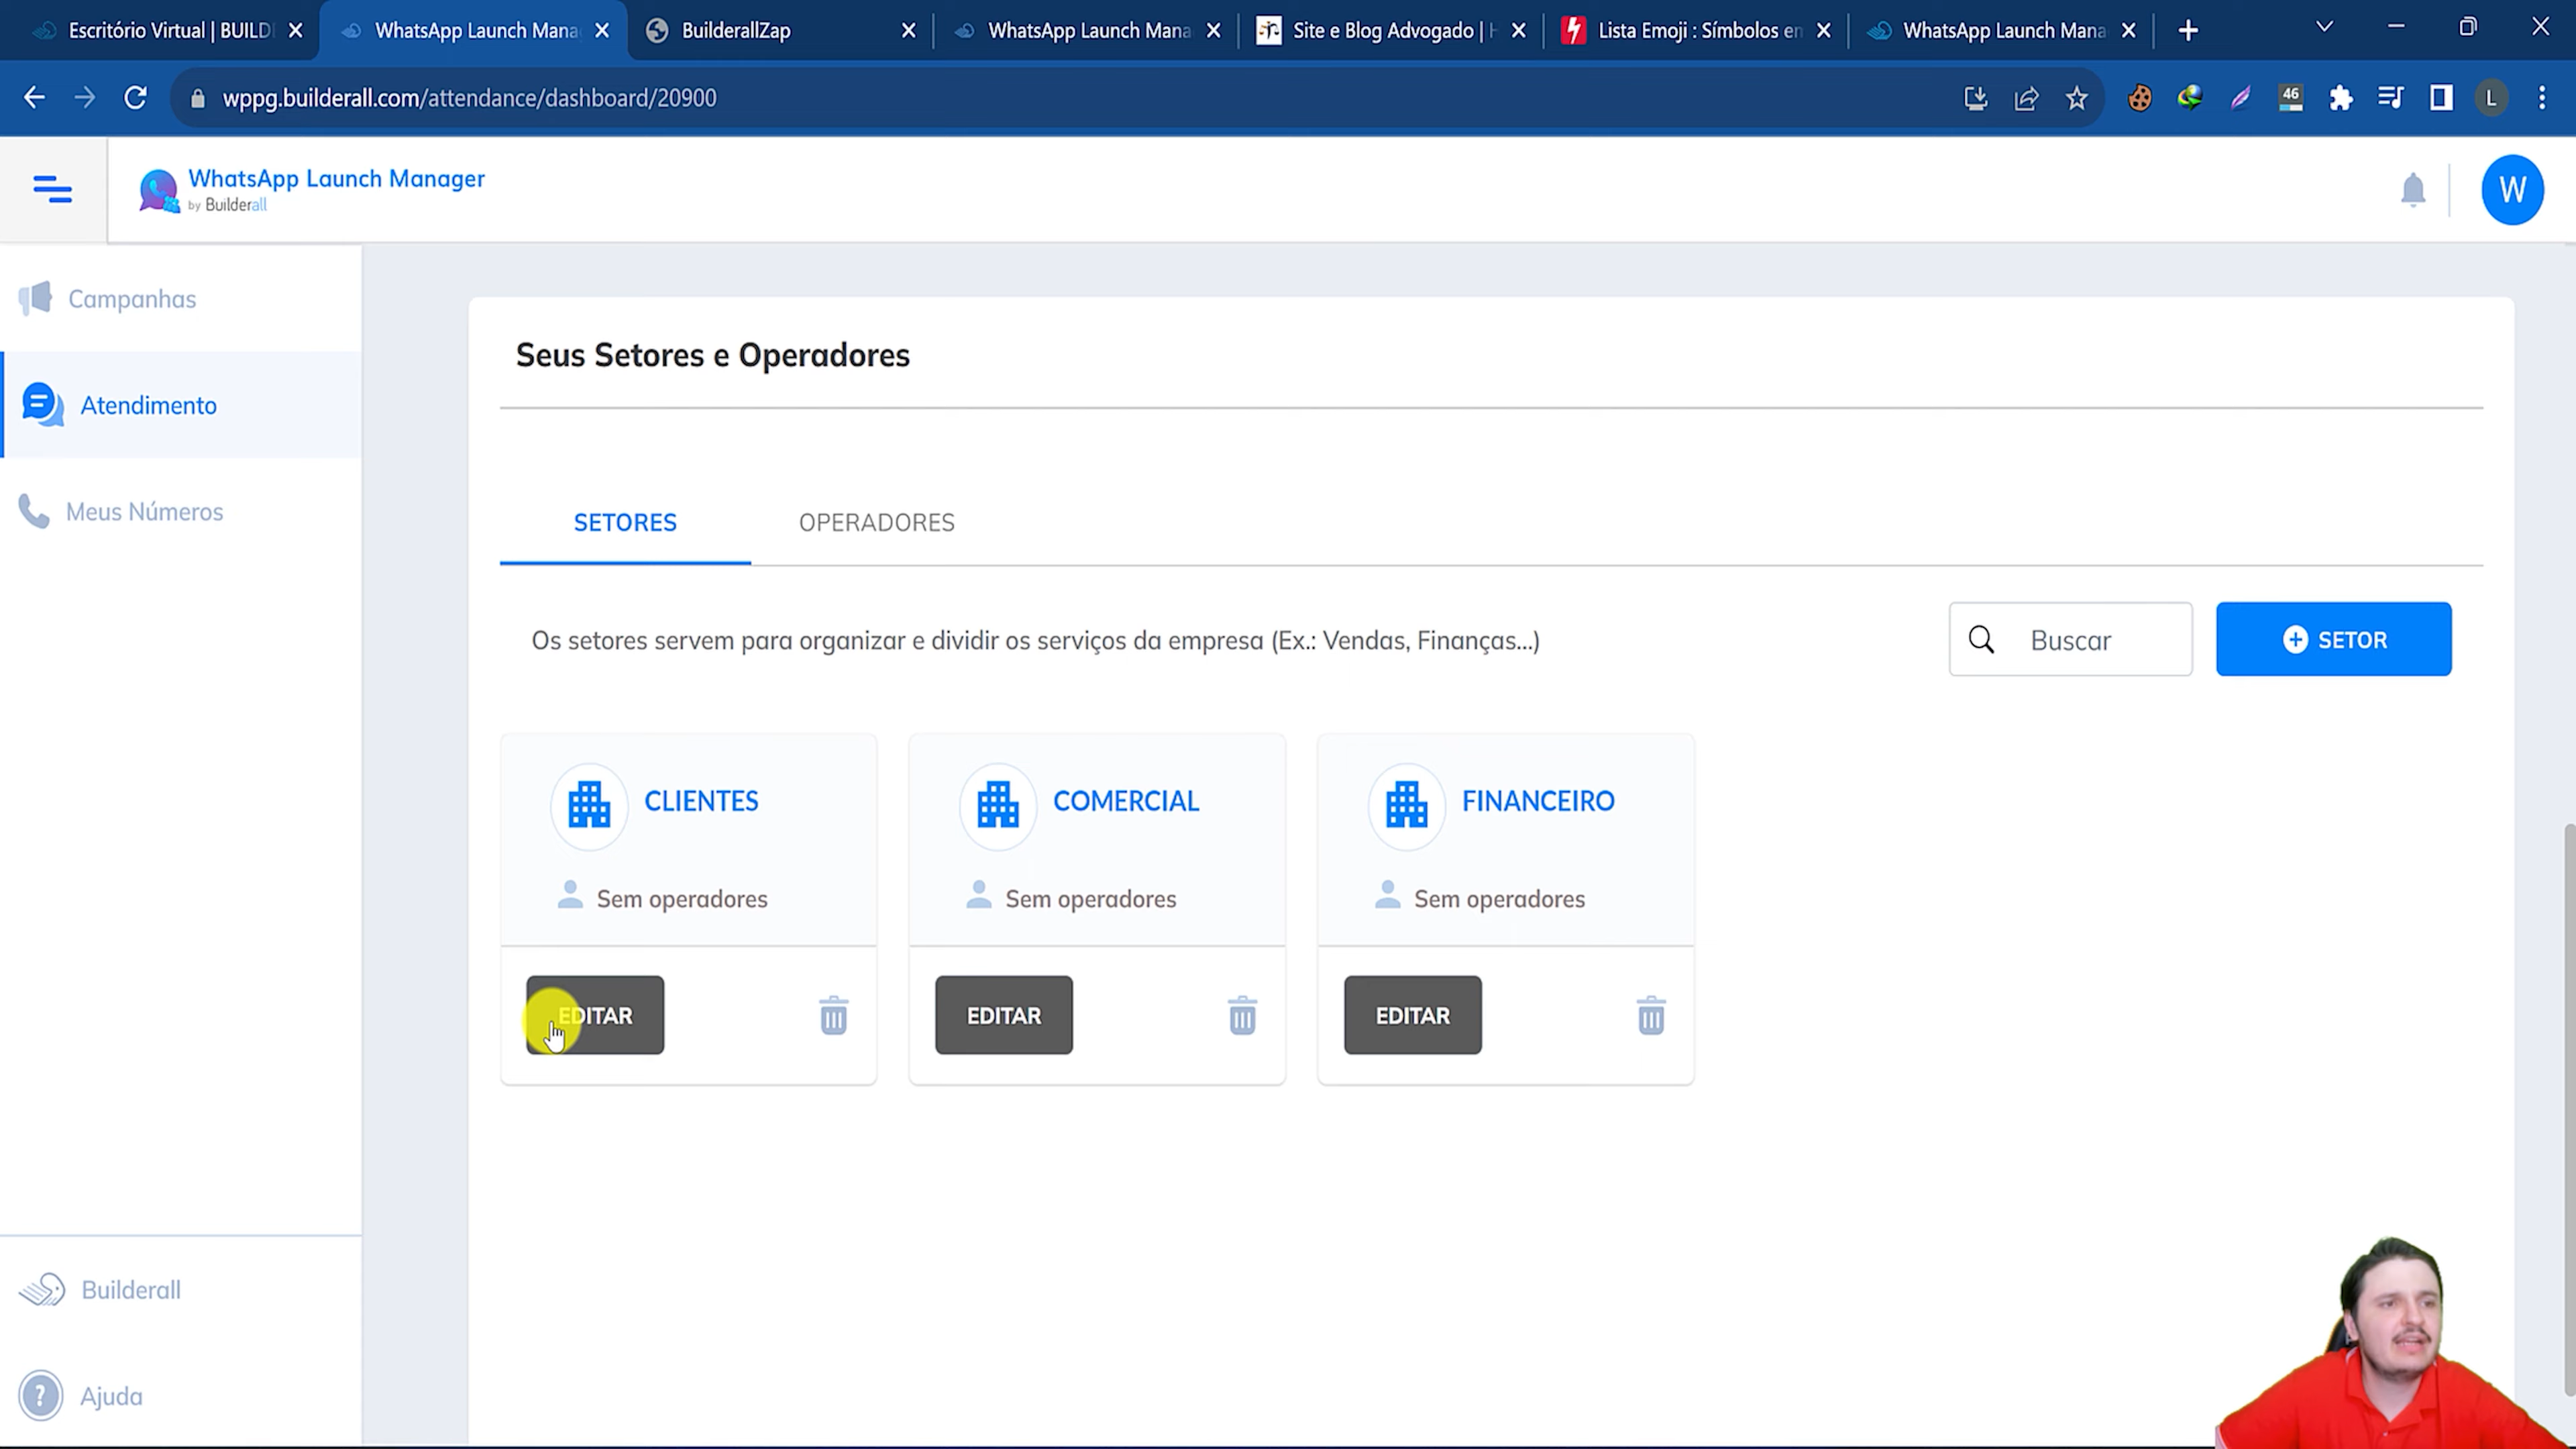 Escritório Virtual | BUILD
WhatsApp Launch Mana
BuilderallZap
WhatsApp Launch Mana
Site e Blog Advogado | H
Lista Emoji : Símbolos en
WhatsApp Launch Mana
wppg.builderall.com/attendance/dashboard/20900
46
L
WhatsApp Launch Manager
by Builderall
W
Campanhas
Atendimento
Meus Números
Builderall
? Ajuda
Seus Setores e Operadores
SETORES
OPERADORES
Os setores servem para organizar e dividir os serviços da empresa (Ex.: Vendas, Finanças...)
Buscar
SETOR
CLIENTES
Sem operadores
EDITAR
COMERCIAL
Sem operadores
EDITAR
FINANCEIRO
Sem operadores
EDITAR